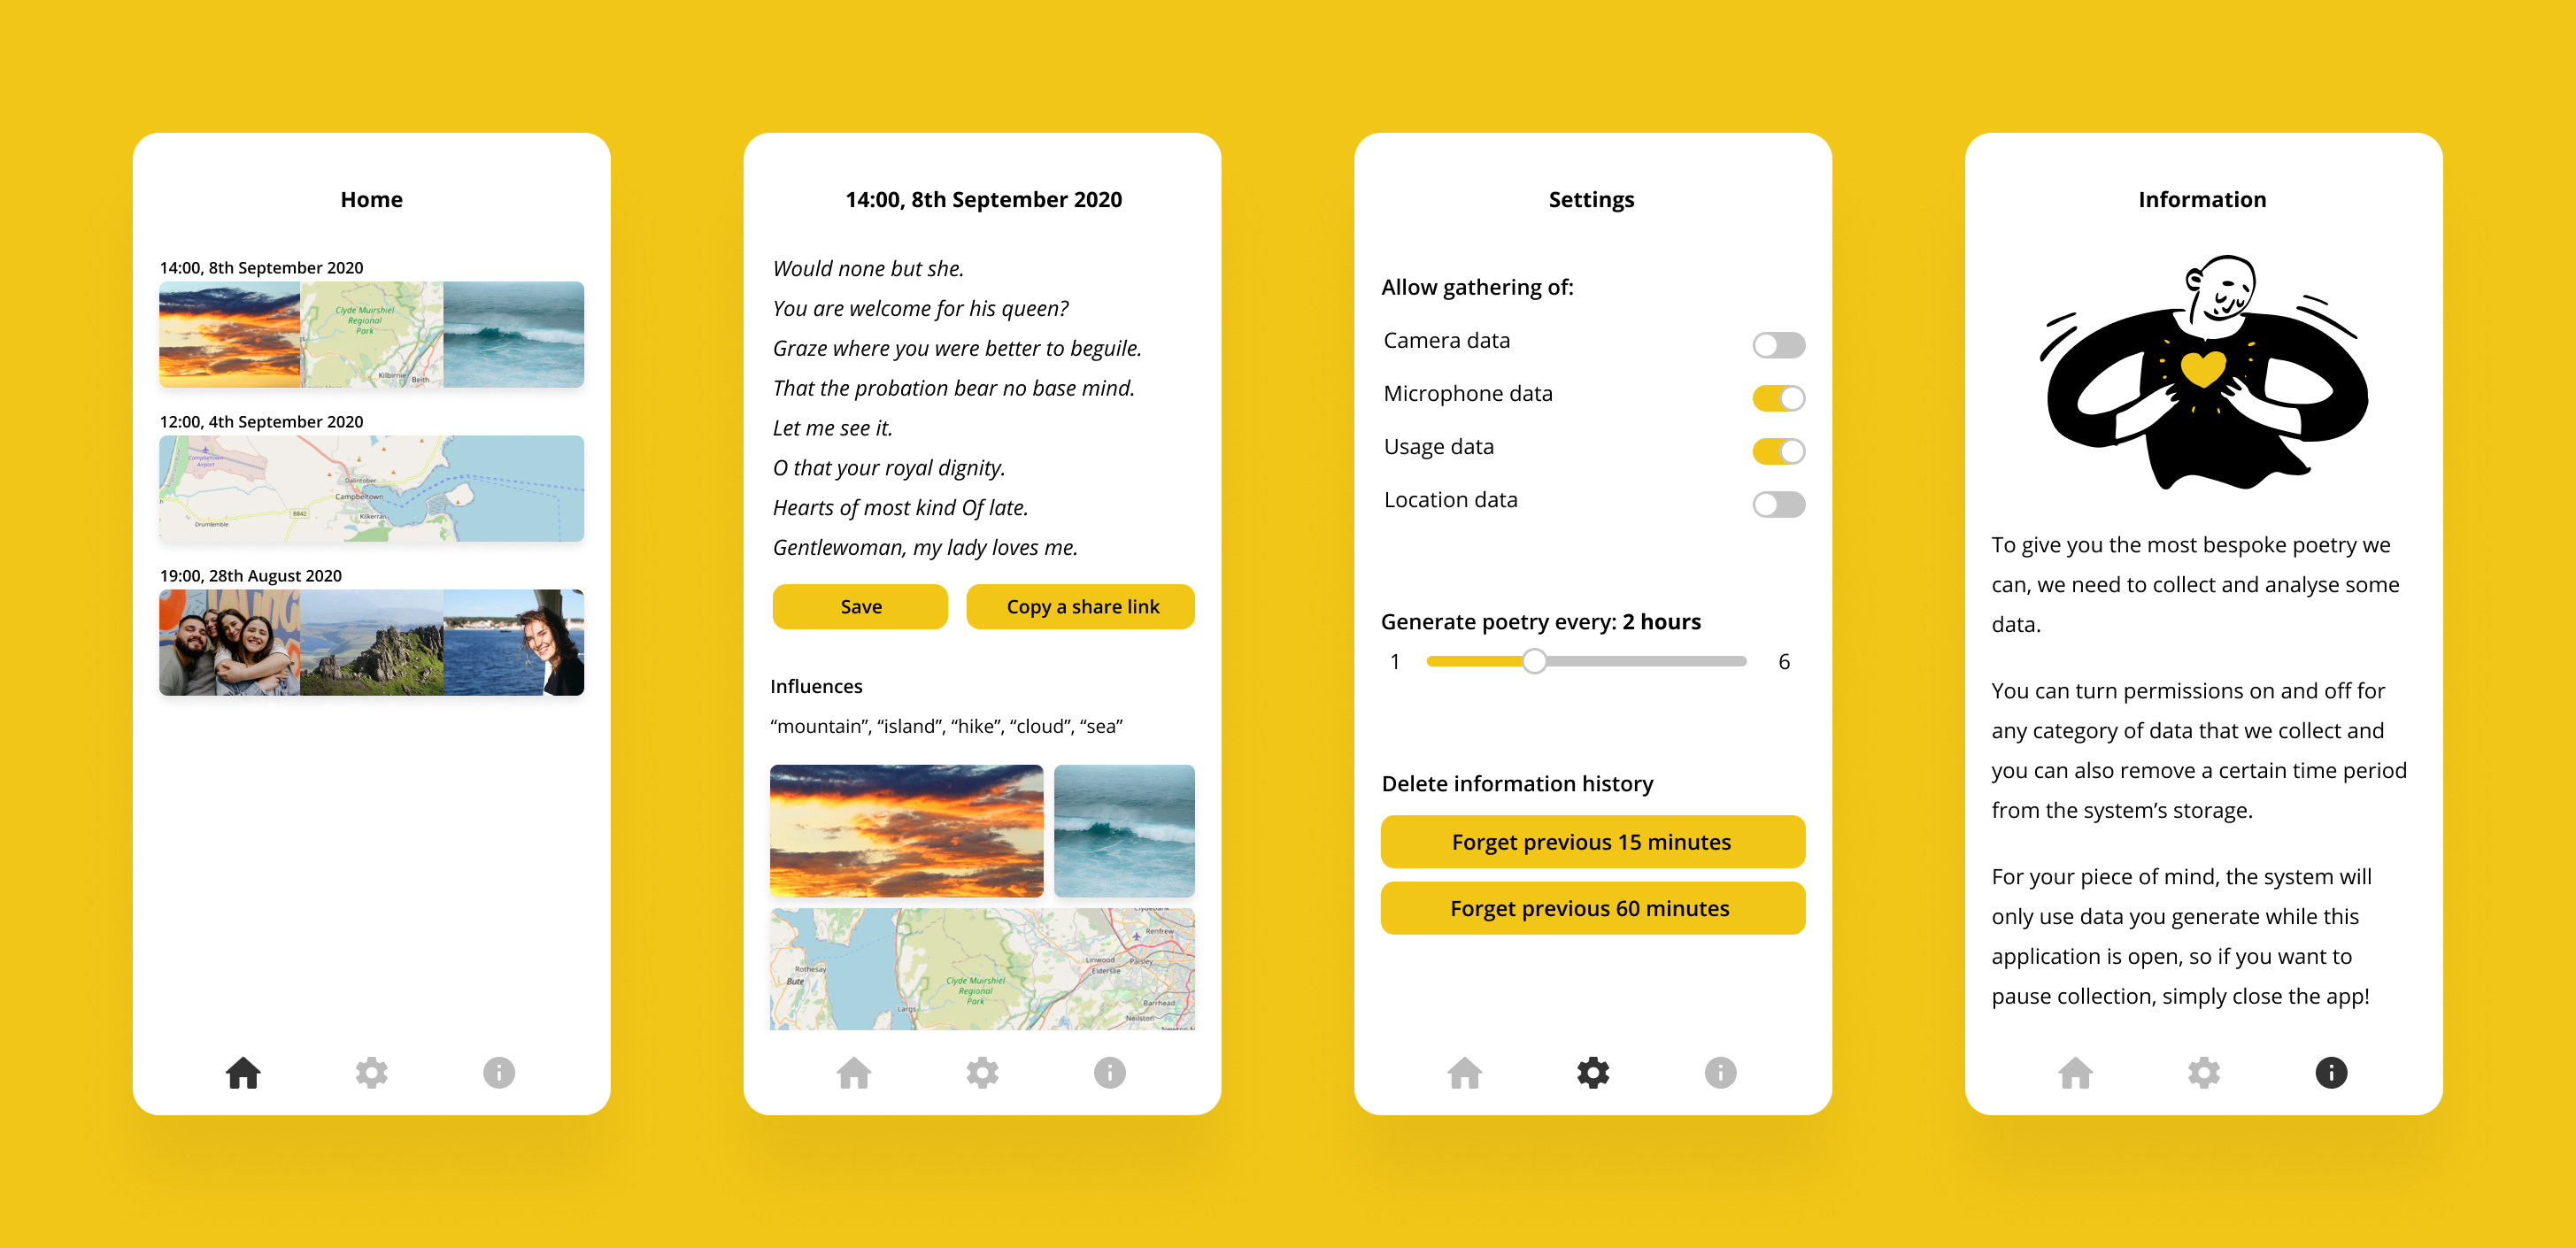 Home
14:00, 8th September 2020
Clyde Muirshiel
Regional
Park
Kilbirnie
Beith
12:00, 4th September 2020
Campbeltown
Airport
Dalintober
Campbeltown
Kilkerran
B842
Drumlemble
19:00, 28th August 2020
14:00, 8th September 2020
Would none but she.
You are welcome for his queen?
Graze where you were better to beguile.
That the probation bear no base mind.
Let me see it.
O that your royal dignity.
Hearts of most kind Of late.
Gentlewoman, my lady loves me.
Save
Copy a share link
Influences
“mountain”, “island”, “hike”, “cloud”, “sea”
Renfrew
Rothesay
Bute
Linwood
Paisley
Elderslie
Clyde Muirshiel
Regional
Park
Largs
Barrhead
Neilston
Settings
Allow gathering of:
Camera data
Microphone data
Usage data
Location data
Generate poetry every: 2 hours
1
6
Delete information history
Forget previous 15 minutes
Forget previous 60 minutes
Information
To give you the most bespoke poetry we
can, we need to collect and analyse some
data.
You can turn permissions on and off for
any category of data that we collect and
you can also remove a certain time period
from the system’s storage.
For your piece of mind, the system will
only use data you generate while this
application is open, so if you want to
pause collection, simply close the app!